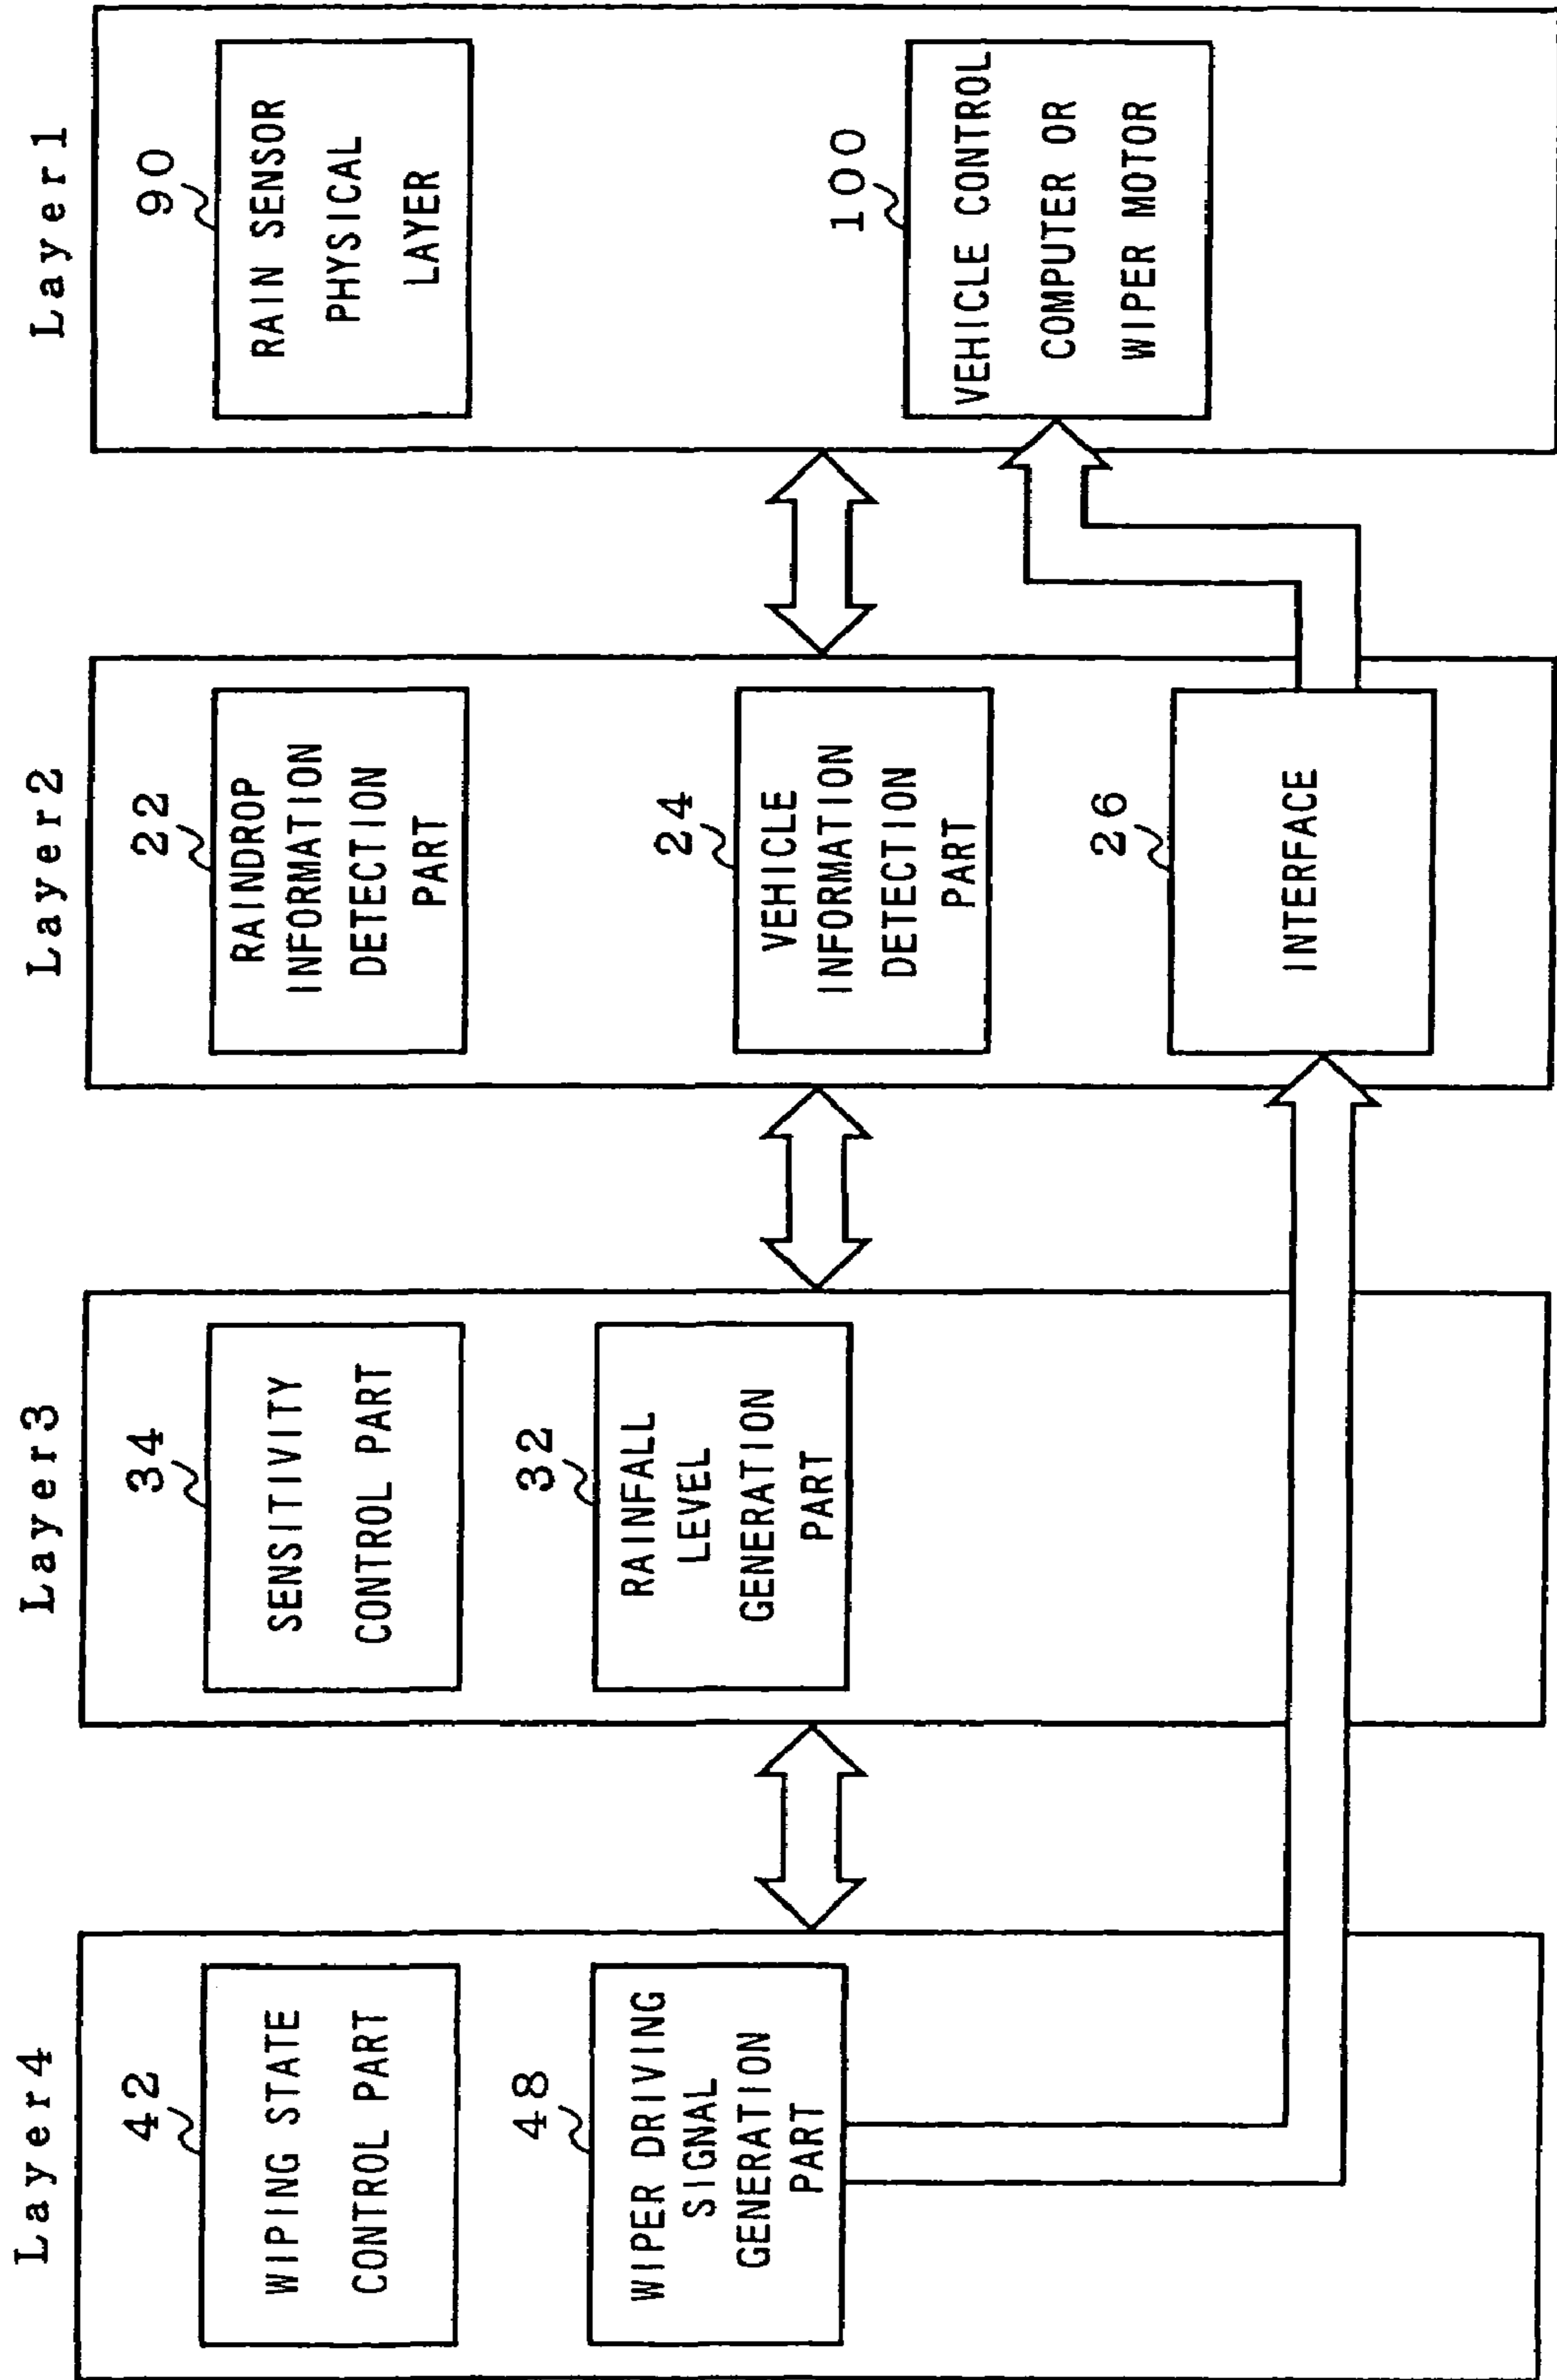 Layer4
42
WIPING STATE
CONTROL PART
48
WIPER DRIVING
SIGNAL
GENERATION
PART
Layer3
34
SENSITIVITY
CONTROL PART
32
RAINFALL
LEVEL
GENERATION
PART
Layer2
22
RAINDROP
INFORMATION
DETECTION
PART
24
VEHICLE
INFORMATION
DETECTION
PART
26
INTERFACE
Layer1
90
RAIN SENSOR
PHYSICAL
LAYER
100
VEHICLE CONTROL
COMPUTER OR
WIPER MOTOR